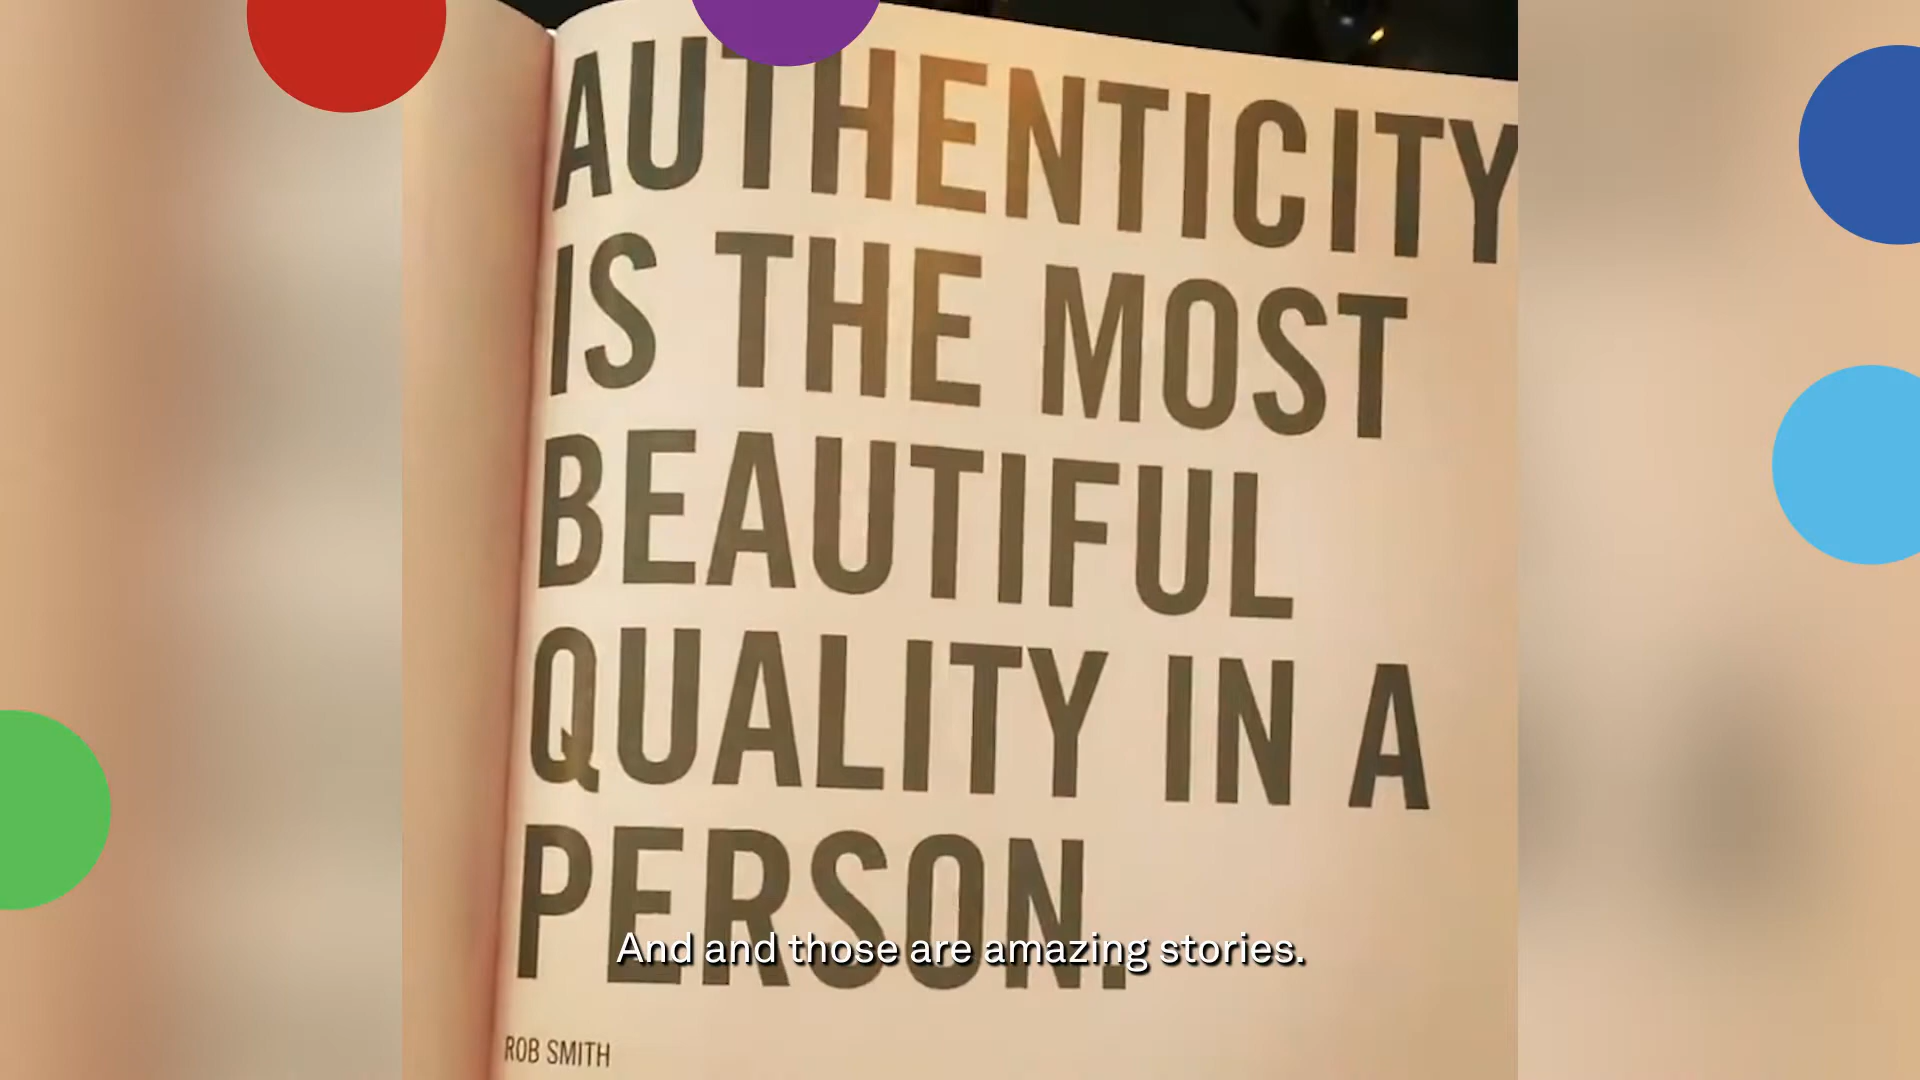 AUTHENTICITY
IS THE MOST
BEAUTIFUL
QUALITY IN A
PERSON.
And and those are amazing stories.
ROB SMITH